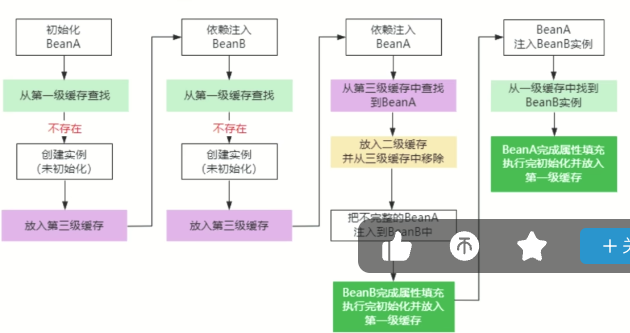 初始化
BeanA
从第一级缓存查找
不存在
创建实例
（未初始化）
放入第三级缓存
依赖注入
BeanB
从第一级缓存查找
不存在
创建实例
（未初始化）
放入第三级缓存
依赖注入
BeanA
从第三级缓存中查找
到BeanA
放入二级缓存
并从三级缓存中移除
把不完整的BeanA
注入到BeanB中
BeanB完成属性填充
执行完初始化并放入
第一级缓存
BeanA
注入BeanB实例
从一级缓存中找到
BeanB实例
BeanA完成属性填充
执行完初始化并放入
第一级缓存
＋关